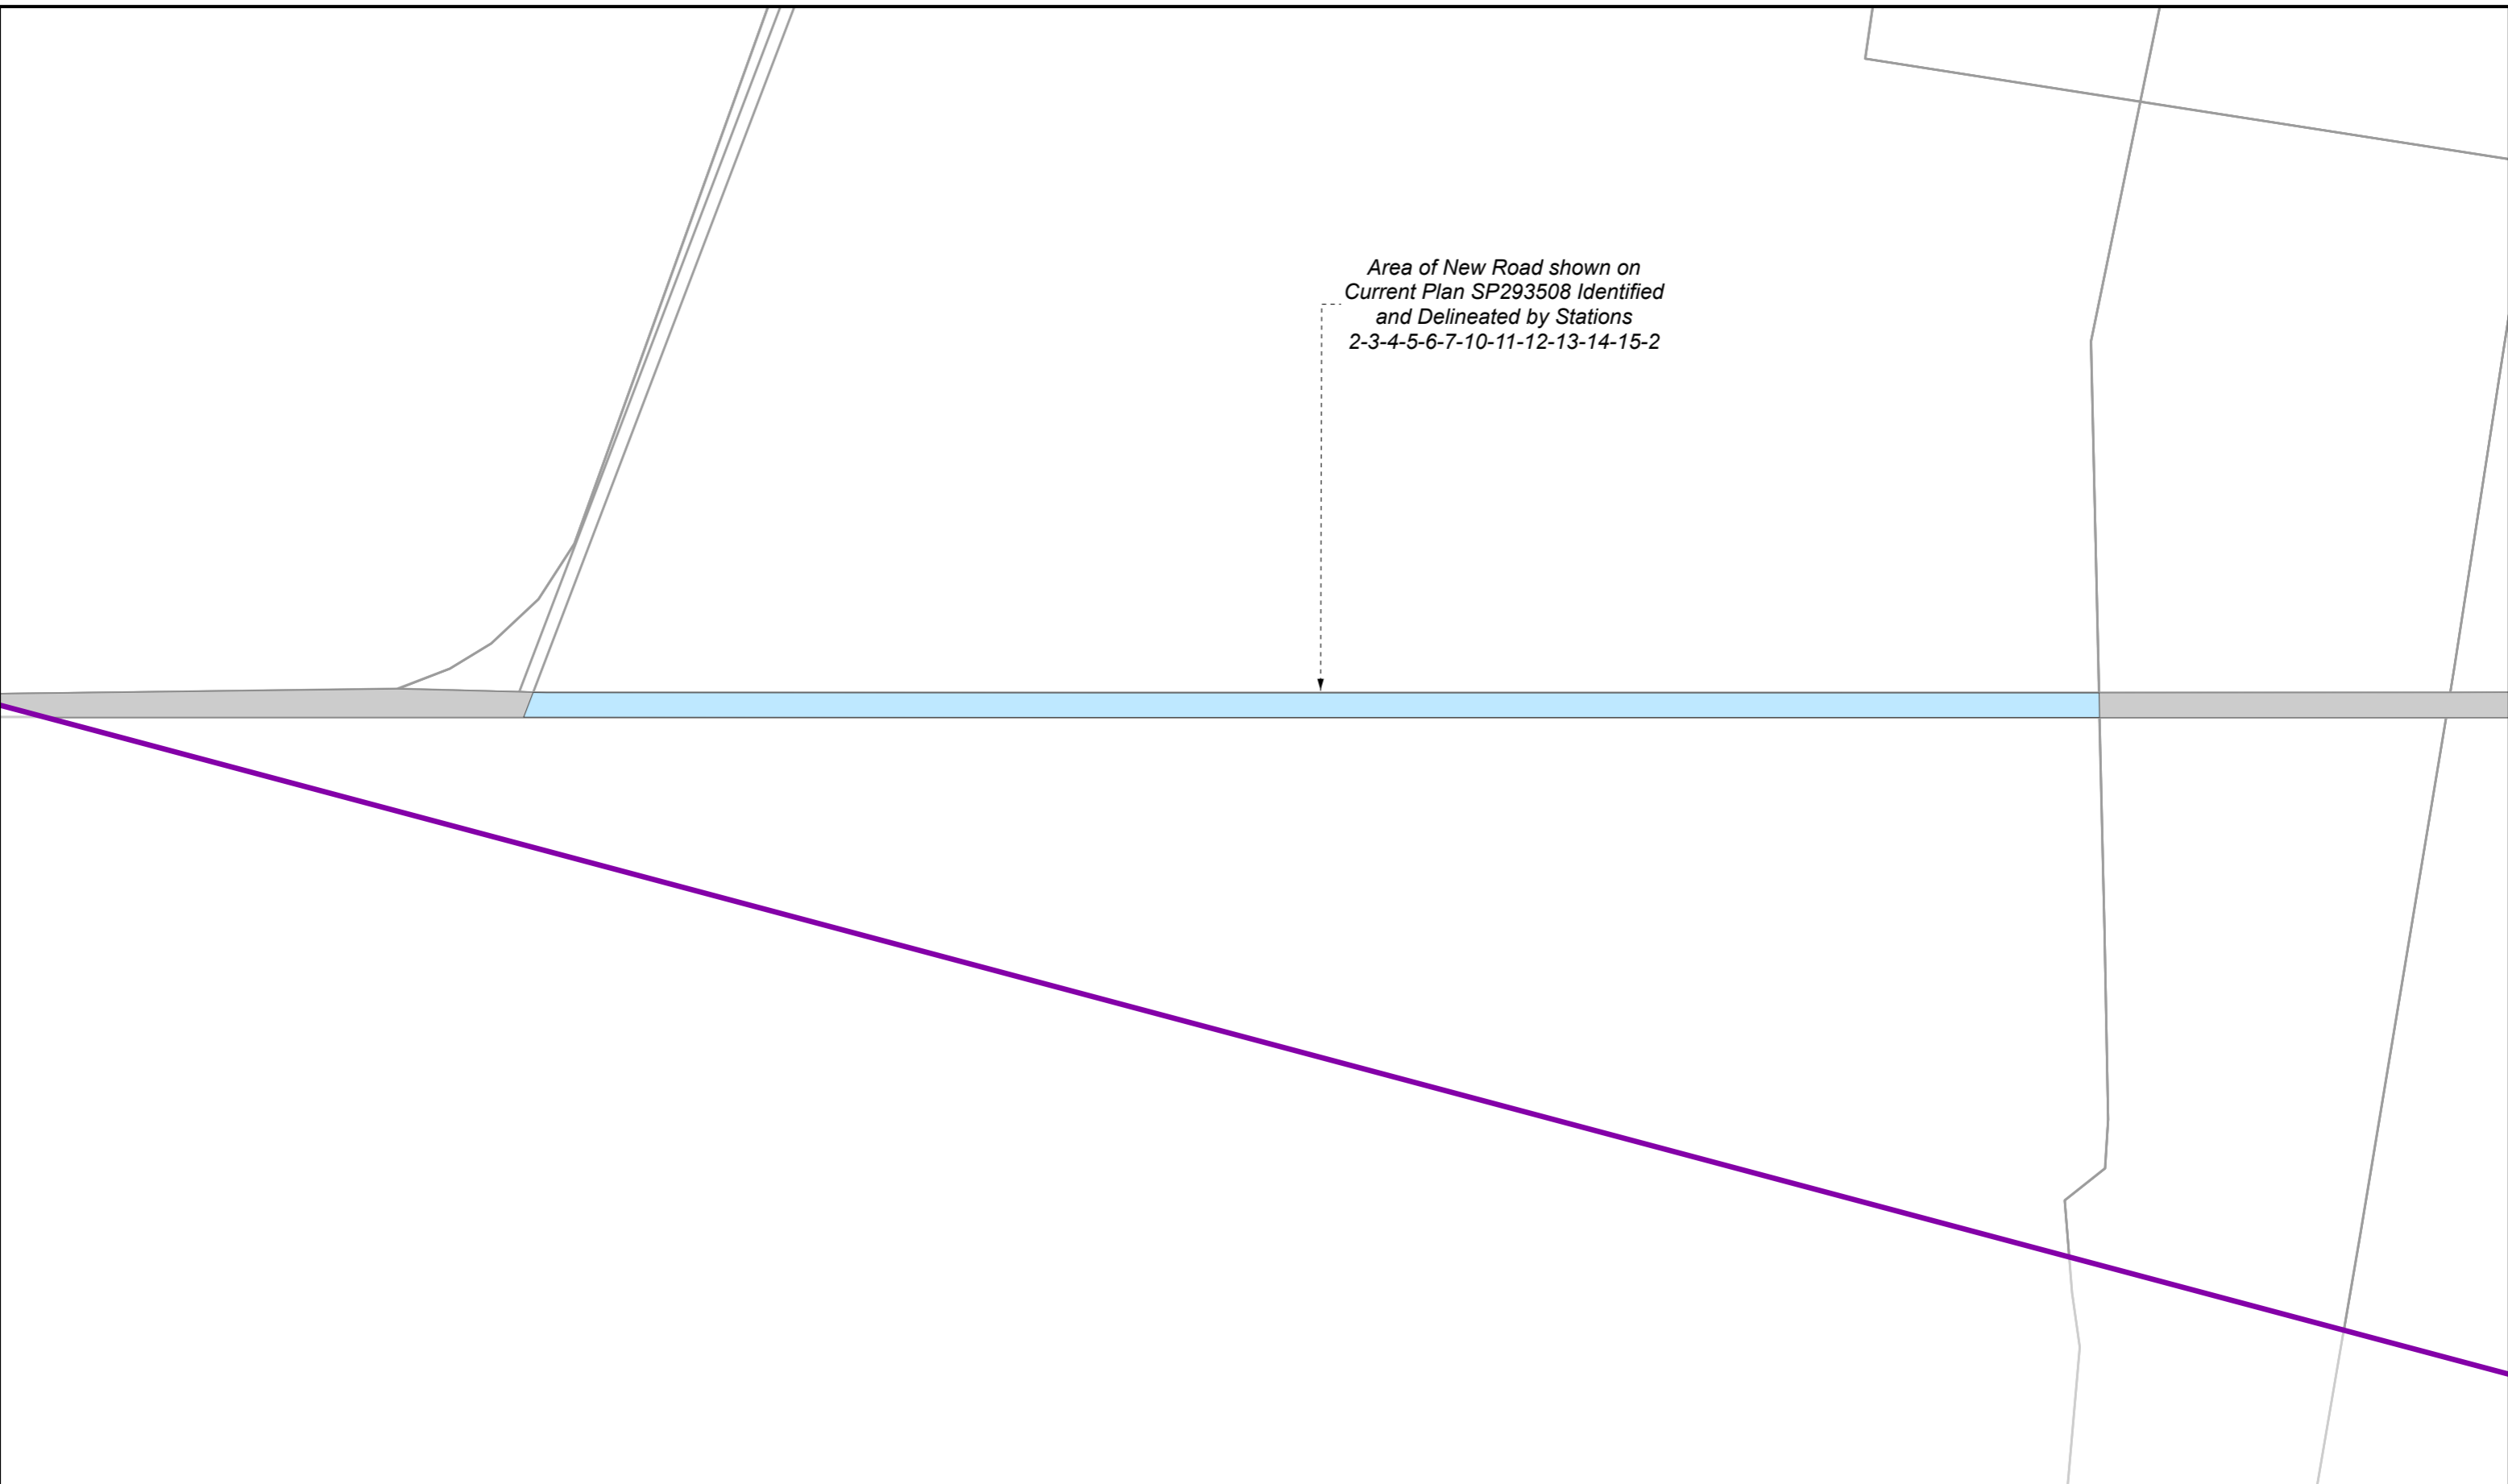 Area of New Road shown on
Current Plan SP293508 Identified
and Delineated by Stations
2-3-4-5-6-7-10-11-12-13-14-15-2